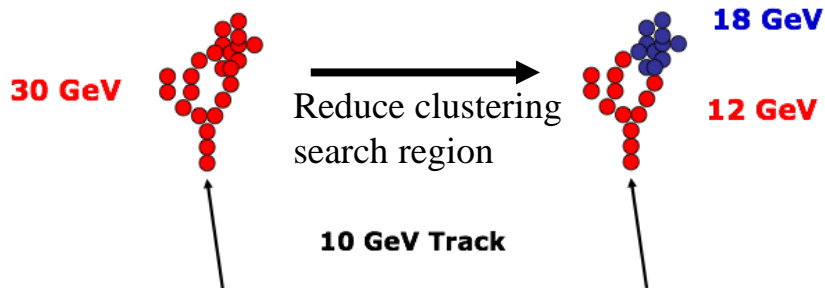 18 GeV
30 GeV
Reduce clustering
search region
12 GeV
10 GeV Track